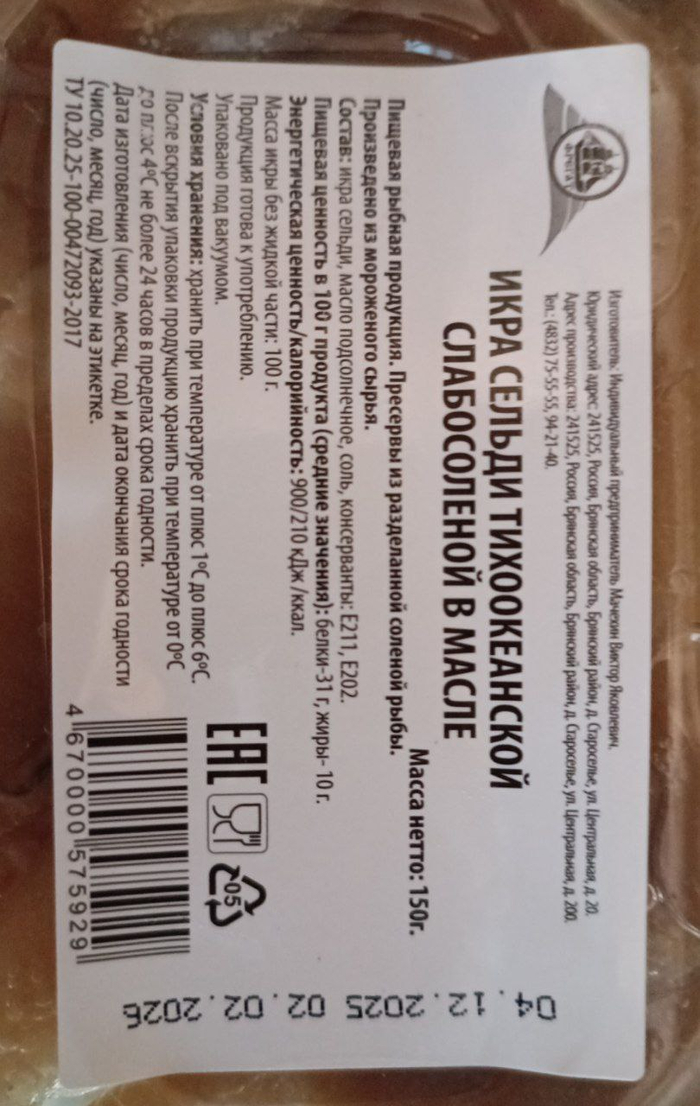 ФРЕГАТ
Изготовитель: Индивидуальный предприниматель Мачехин Виктор Яковлевич.
Юридический адрес: 241525, Россия, Брянская область, Брянский район, д. Староселье, ул. Центральная, д. 20.
Адрес производства: 241525, Россия, Брянская область, Брянский район, д. Староселье, ул. Центральная, д. 200.
Тел.: (4832) 75-55-55, 94-21-40.
ИКРА СЕЛЬДИ ТИХООКЕАНСКОЙ
СЛАБОСОЛЕНОЙ В МАСЛЕ
Масса нетто: 150г.
Пищевая рыбная продукция. Пресервы из разделанной соленой рыбы.
Произведено из мороженого сырья.
Состав: икра сельди, масло подсолнечное, соль, консерванты: Е211, Е202.
Пищевая ценность в 100 г продукта (средние значения): белки-31 г, жиры- 10 г.
Энергетическая ценность/калорийность: 900/210 кДж /ккал.
Масса икры без жидкой части: 100 г.
Продукция готова к употреблению.
Упаковано под вакуумом.
Условия хранения: хранить при температуре от плюс 1°С до плюс 6°С.
После вскрытия упаковки продукцию хранить при температуре от 0°С
до плюс 4°С не более 24 часов в пределах срока годности.
Дата изготовления (число, месяц, год) и дата окончания срока годности
(число, месяц, год) указаны на этикетке.
ТУ 10.20.25-100-00472093-2017
EAC
05
4 670000 575929
04.12.2025 02.02.2026